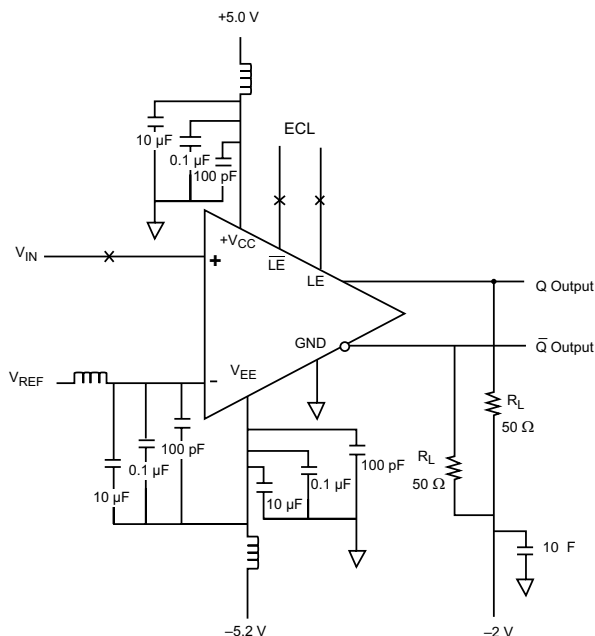 +5.0 V
10 µF
0.1 µF
100 pF
ECL
+VCC
LE
LE
VIN
+
Q Output
GND
Q Output
VREF
-
VEE
100 pF
0.1 µF
10 µF
100 pF
0.1 µF
10 µF
RL
50 Ω
RL
50 Ω
10 F
–5.2 V
–2 V